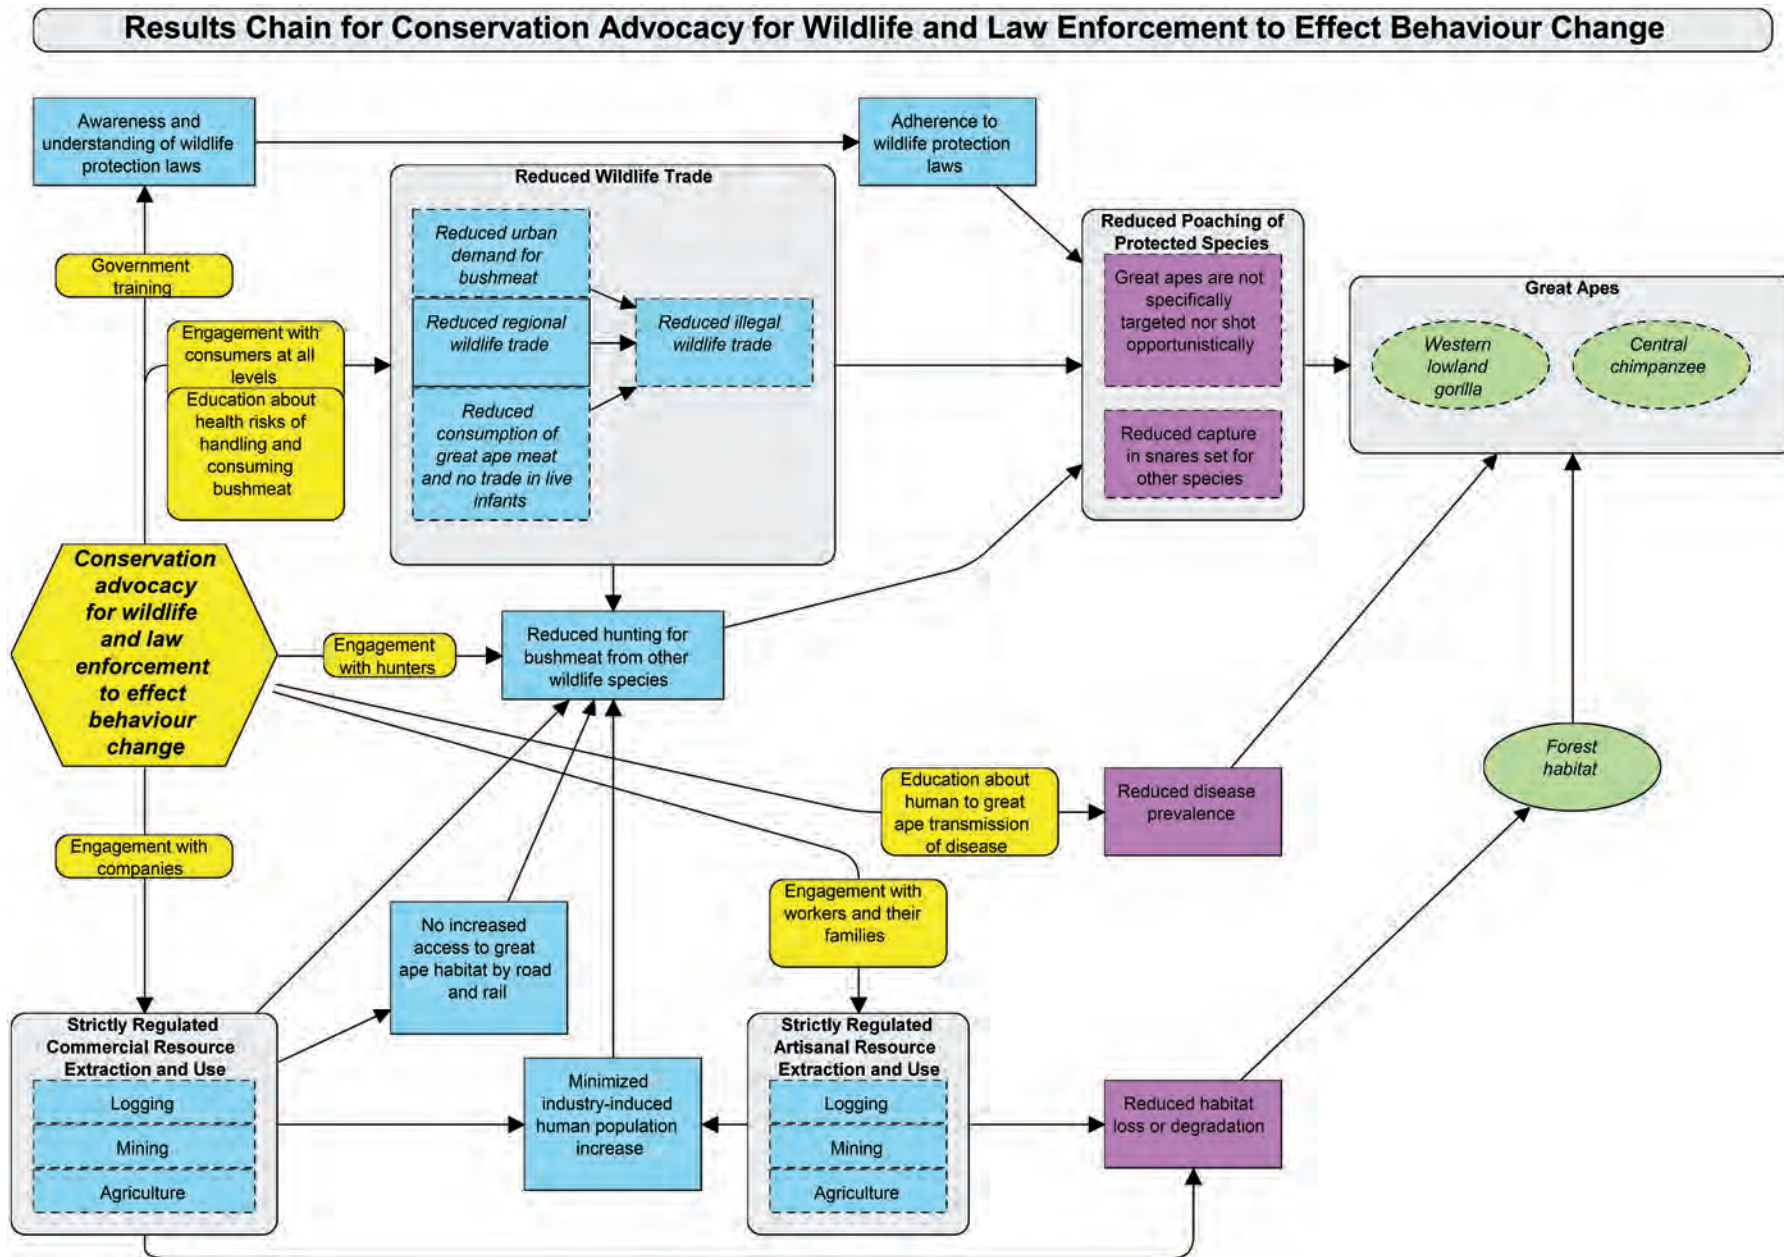 Results Chain for Conservation Advocacy for Wildlife and Law Enforcement to Effect Behaviour Change
Awareness and
understanding of wildlife
protection laws
Adherence to
wildlife protection
laws
Government
training
Engagement with
consumers at all
levels
Education about
health risks of
handling and
consuming
bushmeat
Reduced Wildlife Trade
Reduced urban
demand for
bushmeat
Reduced regional
wildlife trade
Reduced
consumption of
great ape meat
and no trade in live
infants
Reduced illegal
wildlife trade
Reduced Poaching of
Protected Species
Great apes are not
specifically
targeted nor shot
opportunistically
Reduced capture
in snares set for
other species
Great Apes
Western
lowland
gorilla
Central
chimpanzee
Conservation
advocacy
for wildlife
and law
enforcement
to effect
behaviour
change
Engagement
with hunters
Reduced hunting for
bushmeat from other
wildlife species
Education about
human to great
ape transmission
of disease
Reduced disease
prevalence
Forest
habitat
Engagement with
companies
No increased
access to great
ape habitat by road
and rail
Engagement with
workers and their
families
Strictly Regulated
Commercial Resource
Extraction and Use
Logging
Mining
Agriculture
Minimized
industry-induced
human population
increase
Strictly Regulated
Artisanal Resource
Extraction and Use
Logging
Mining
Agriculture
Reduced habitat
loss or degradation